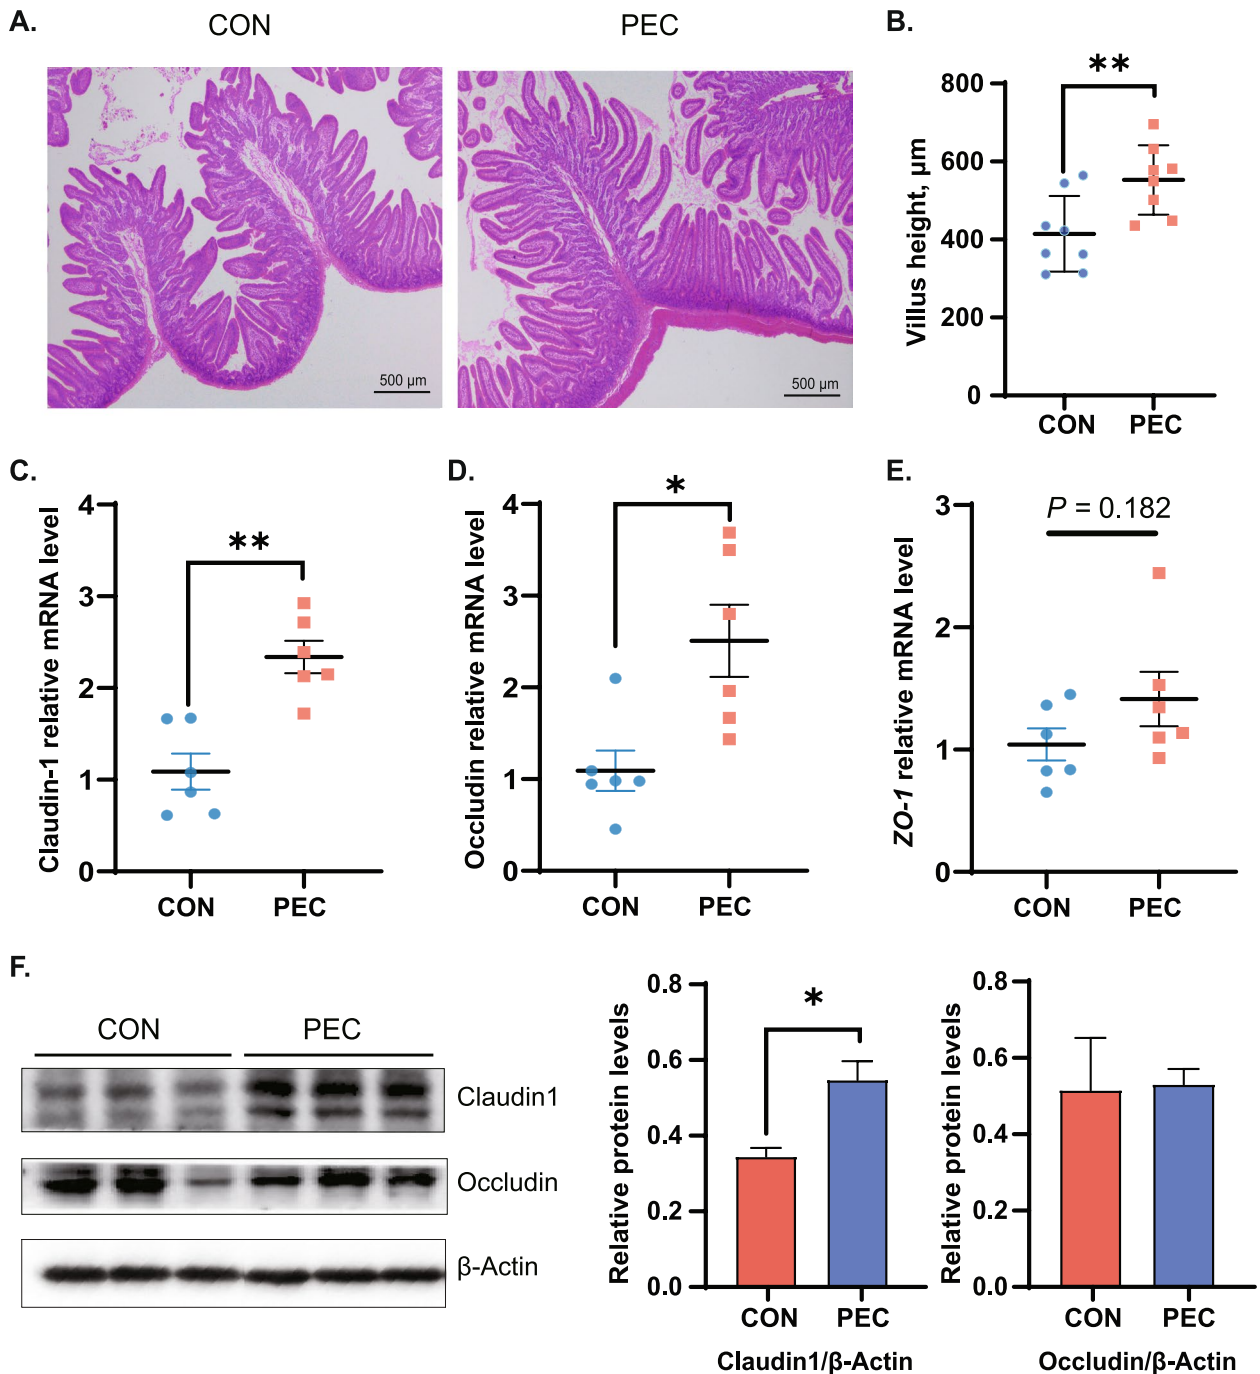 A.
CON
PEC
500 µm
500 µm
B.
**
Villus height, µm
800
600
400
200
0
CON
PEC
C.
**
Claudin-1 relative mRNA level
4
3
2
1
0
CON
PEC
D.
*
Occludin relative mRNA level
4
3
2
1
0
CON
PEC
E.
P = 0.182
ZO-1 relative mRNA level
3
2
1
0
CON
PEC
F.
CON
PEC
Claudin1
Occludin
β-Actin
*
Relative protein levels
0.8
0.6
0.4
0.2
0.0
CON
PEC
Claudin1/β-Actin
Relative protein levels
0.8
0.6
0.4
0.2
0.0
CON
PEC
Occludin/β-Actin